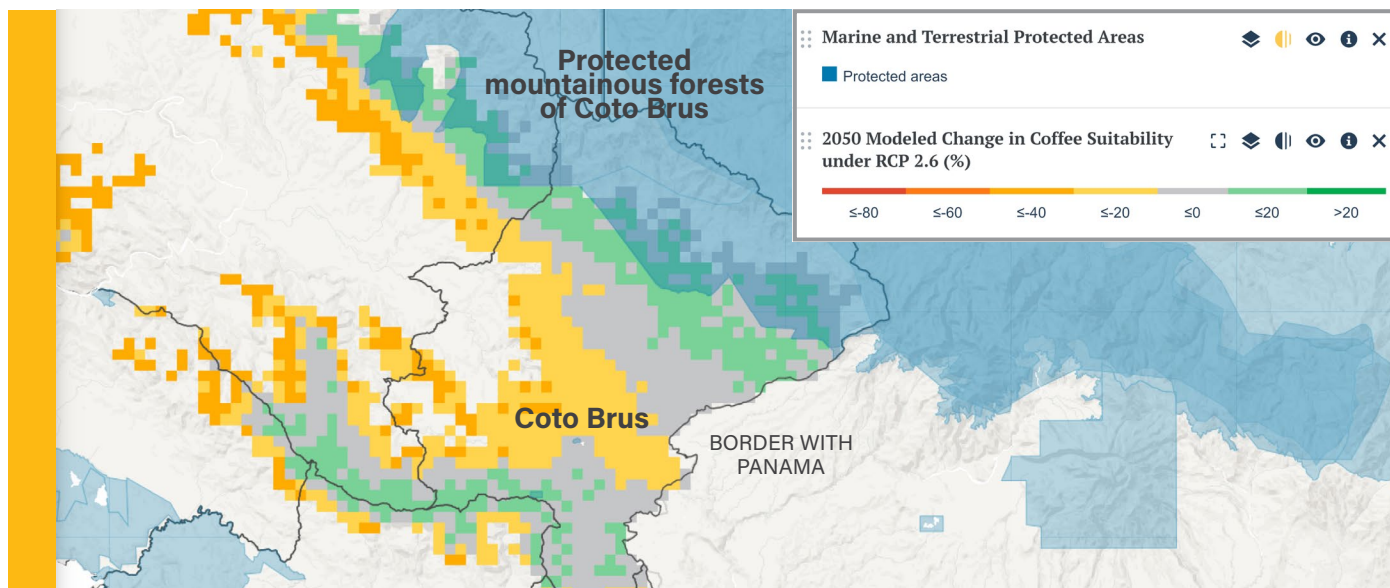 Protected
mountainous forests
of Coto Brus
Marine and Terrestrial Protected Areas
Protected areas
2050 Modeled Change in Coffee Suitability
under RCP 2.6 (%)
≤-80 ≤-60 ≤-40 ≤-20 ≤0 ≤20 >20
Coto Brus
BORDER WITH
PANAMA